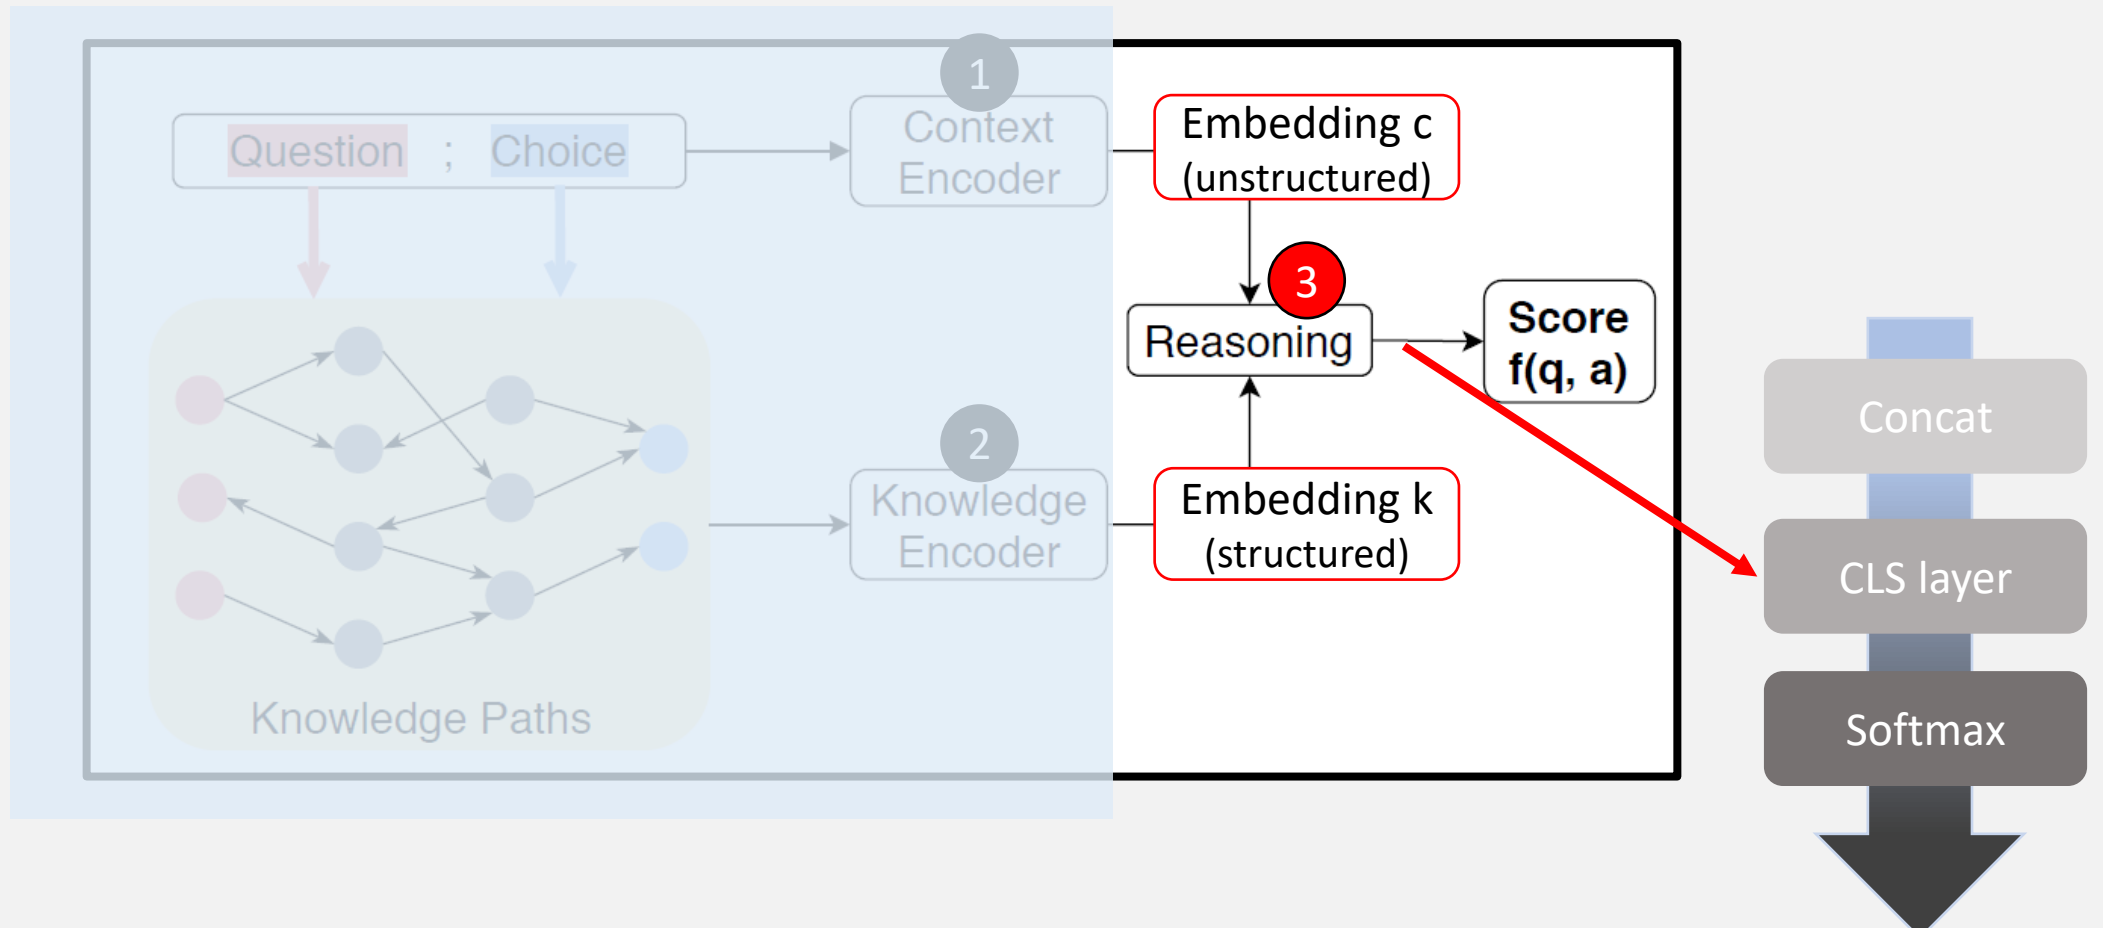 1
Question ; Choice
Context
Encoder
Embedding c
(unstructured)
3
Reasoning
Score
f(q, a)
2
Knowledge
Encoder
Embedding k
(structured)
Knowledge Paths
Concat
CLS layer
Softmax